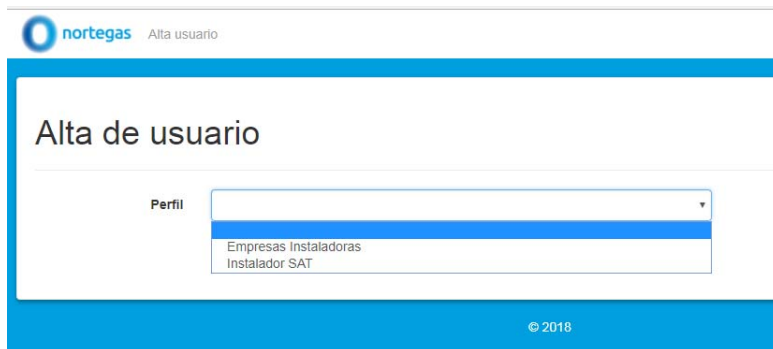 nortegas Alta usuario
Alta de usuario
Perfil
Empresas Instaladoras
Instalador SAT
© 2018